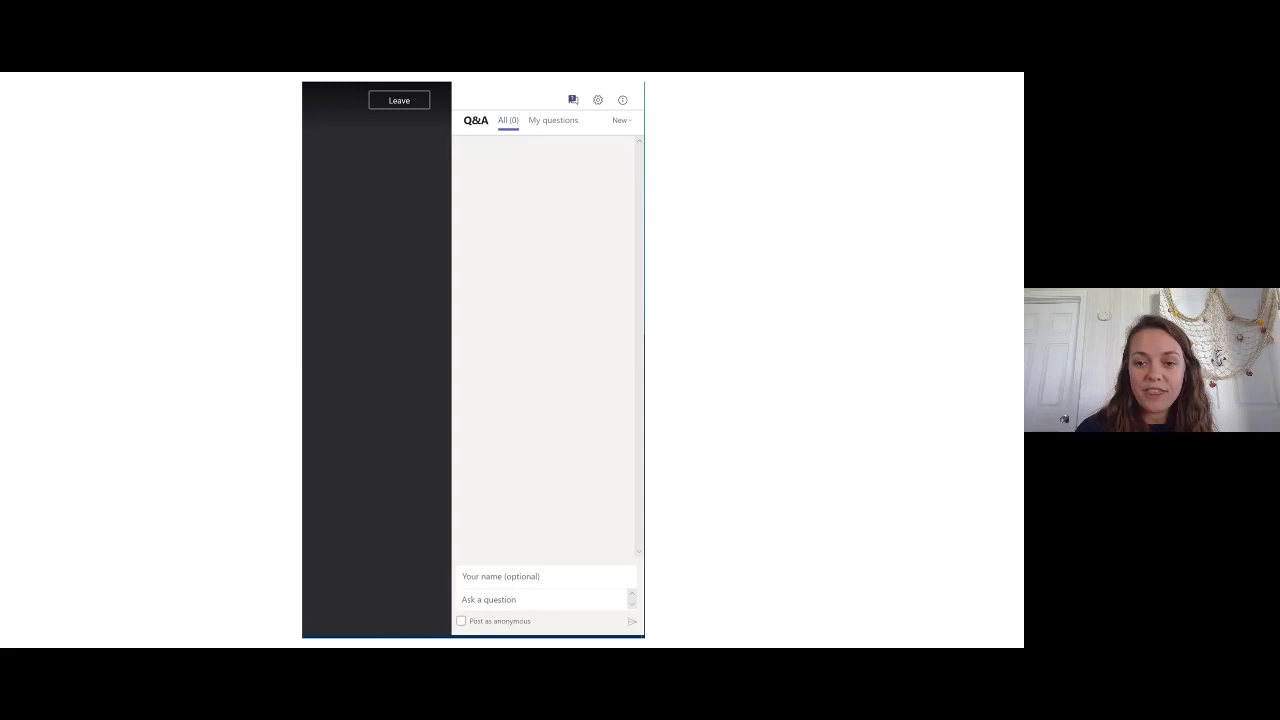 Leave
Q&A All (0) My questions New
Your name (optional)
Ask a question
Post as anonymous